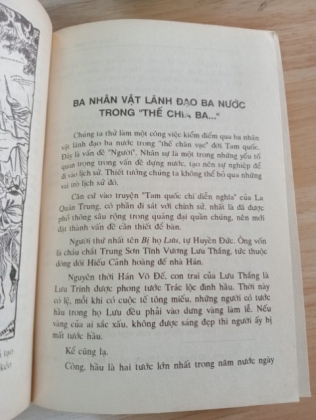 BA NHÂN VẬT LÃNH ĐẠO BA NƯỚC
TRONG "THẾ CHÂN BA..."
Chúng ta thử làm một công việc kiểm điểm qua ba nhân
vật lãnh đạo ba nước trong "thế chân vạc" đời Tam quốc.
Đây là vấn đề "Người". Nhân sự là một trong những yếu tố
quan trọng trong vấn đề dựng nước, tạo nên sự nghiệp để
đi vào lịch sử. Thiết tưởng chúng ta không thể bỏ qua những
vai trò lịch sử đó.
Căn cứ vào truyện "Tam quốc chí diễn nghĩa" của La
Quán Trung, có phần đi sát với chính sử, nhất là đã được
phổ thông sâu rộng trong quảng đại quần chúng, nên mới
đặt thành vấn đề cần thiết để bàn.
Người thứ nhất tên Bị họ Lưu, tự Huyền Đức. Ông vốn
là cháu chắt Trung Sơn Tĩnh Vương Lưu Thắng, tức thuộc
dòng dõi Hiếu Cảnh hoàng đế nhà Hán.
Nguyên thời Hán Võ Đế, con trai của Lưu Thắng là
Lưu Trinh được phong tước Trác lộc đình hầu. Thời này
có lệ, mỗi khi có cuộc tế tông miếu, những người có tước
hầu trong họ Lưu đều phải vào dâng vàng làm lễ. Nếu
vàng của ai sắc xấu, không được sáng đẹp thì người ấy bị
mất tước hầu.
Kể cũng lạ.
Công, hầu là hai tước lớn nhất trong năm nước ngày